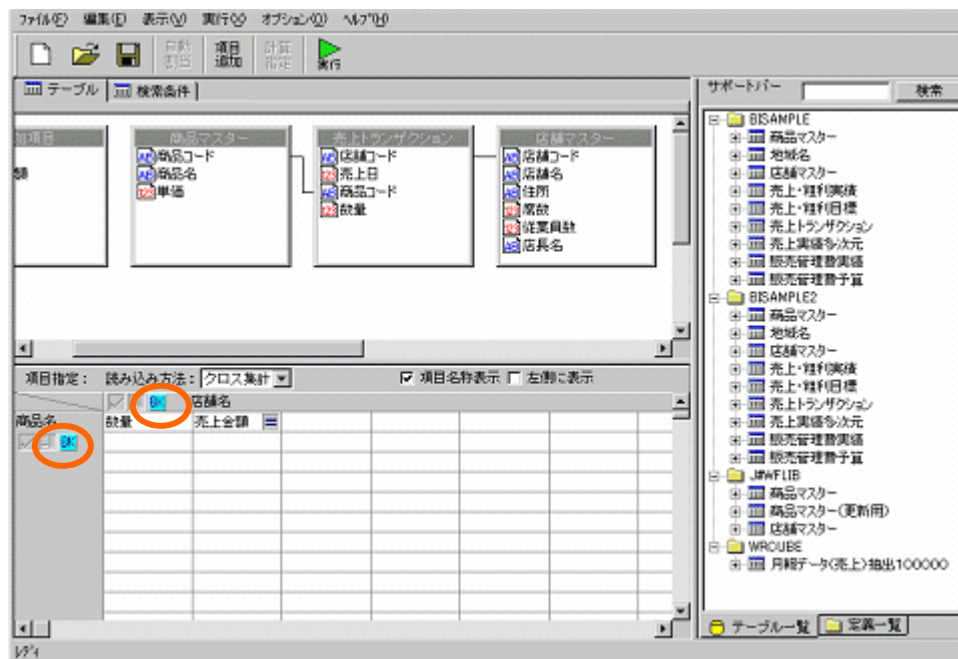 ファイル(F) 編集(E) 表示(V) 実行(X) オプション(O) ヘルプ(H)
自動割当 項目追加 計算指定 実行
テーブル 検索条件
加項目
額
商品マスター
商品コード
商品名
単価
売上トランザクション
店舗コード
売上日
商品コード
数量
店舗マスター
店舗コード
店舗名
住所
席数
従業員数
店長名
項目指定： 読み込み方法： クロス集計 項目名称表示 左側に表示
店舗名
商品名 数量 売上金額
サポートバー 検索
BISAMPLE
商品マスター
地域名
店舗マスター
売上・粗利実績
売上・粗利目標
売上トランザクション
売上実績多次元
販売管理費実績
販売管理費予算
BISAMPLE2
商品マスター
地域名
店舗マスター
売上・粗利実績
売上・粗利目標
売上トランザクション
売上実績多次元
販売管理費実績
販売管理費予算
J#WFLIB
商品マスター
商品マスター(更新用)
店舗マスター
WRCUBE
月報データ(売上)抽出100000
テーブル一覧 定義一覧
レディ